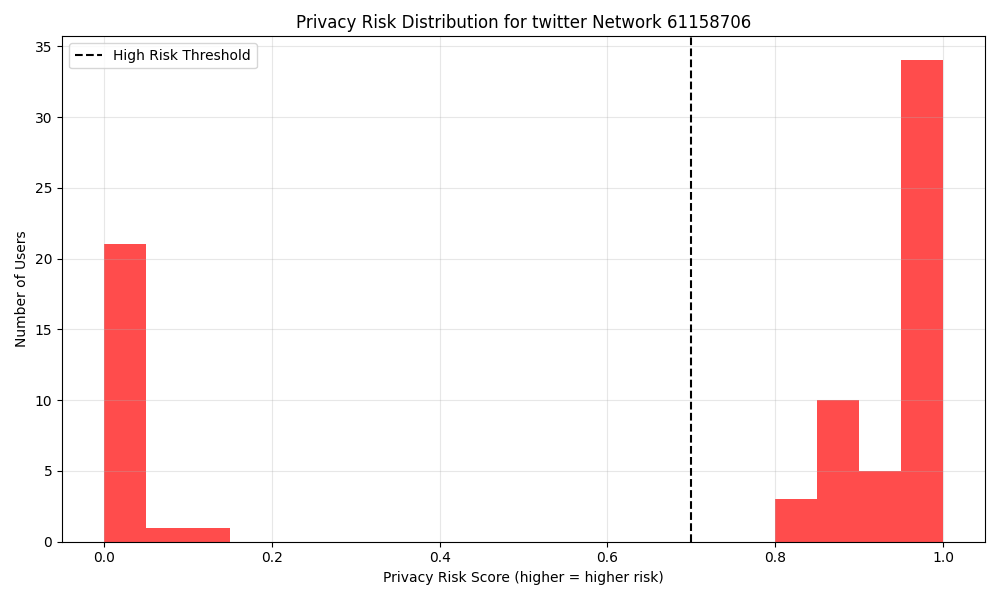 Privacy Risk Distribution for twitter Network 61158706
High Risk Threshold
35
30
25
20
15
10
5
0
Number of Users
0.0 0.2 0.4 0.6 0.8 1.0
Privacy Risk Score (higher = higher risk)